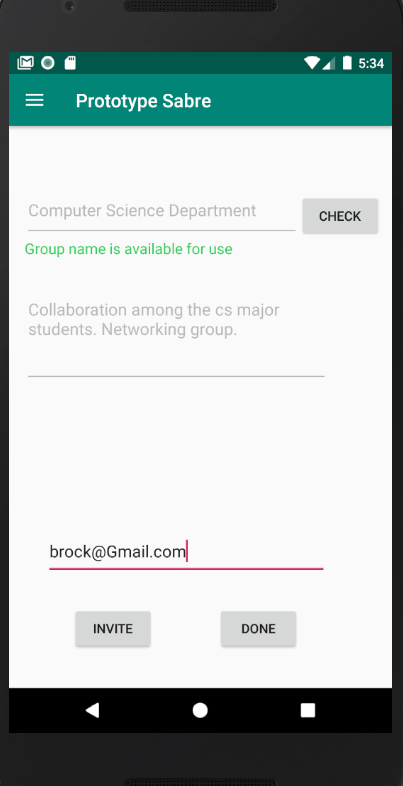 5:34
Prototype Sabre
Computer Science Department
CHECK
Group name is available for use
Collaboration among the cs major
students. Networking group.
brock@Gmail.com
INVITE
DONE